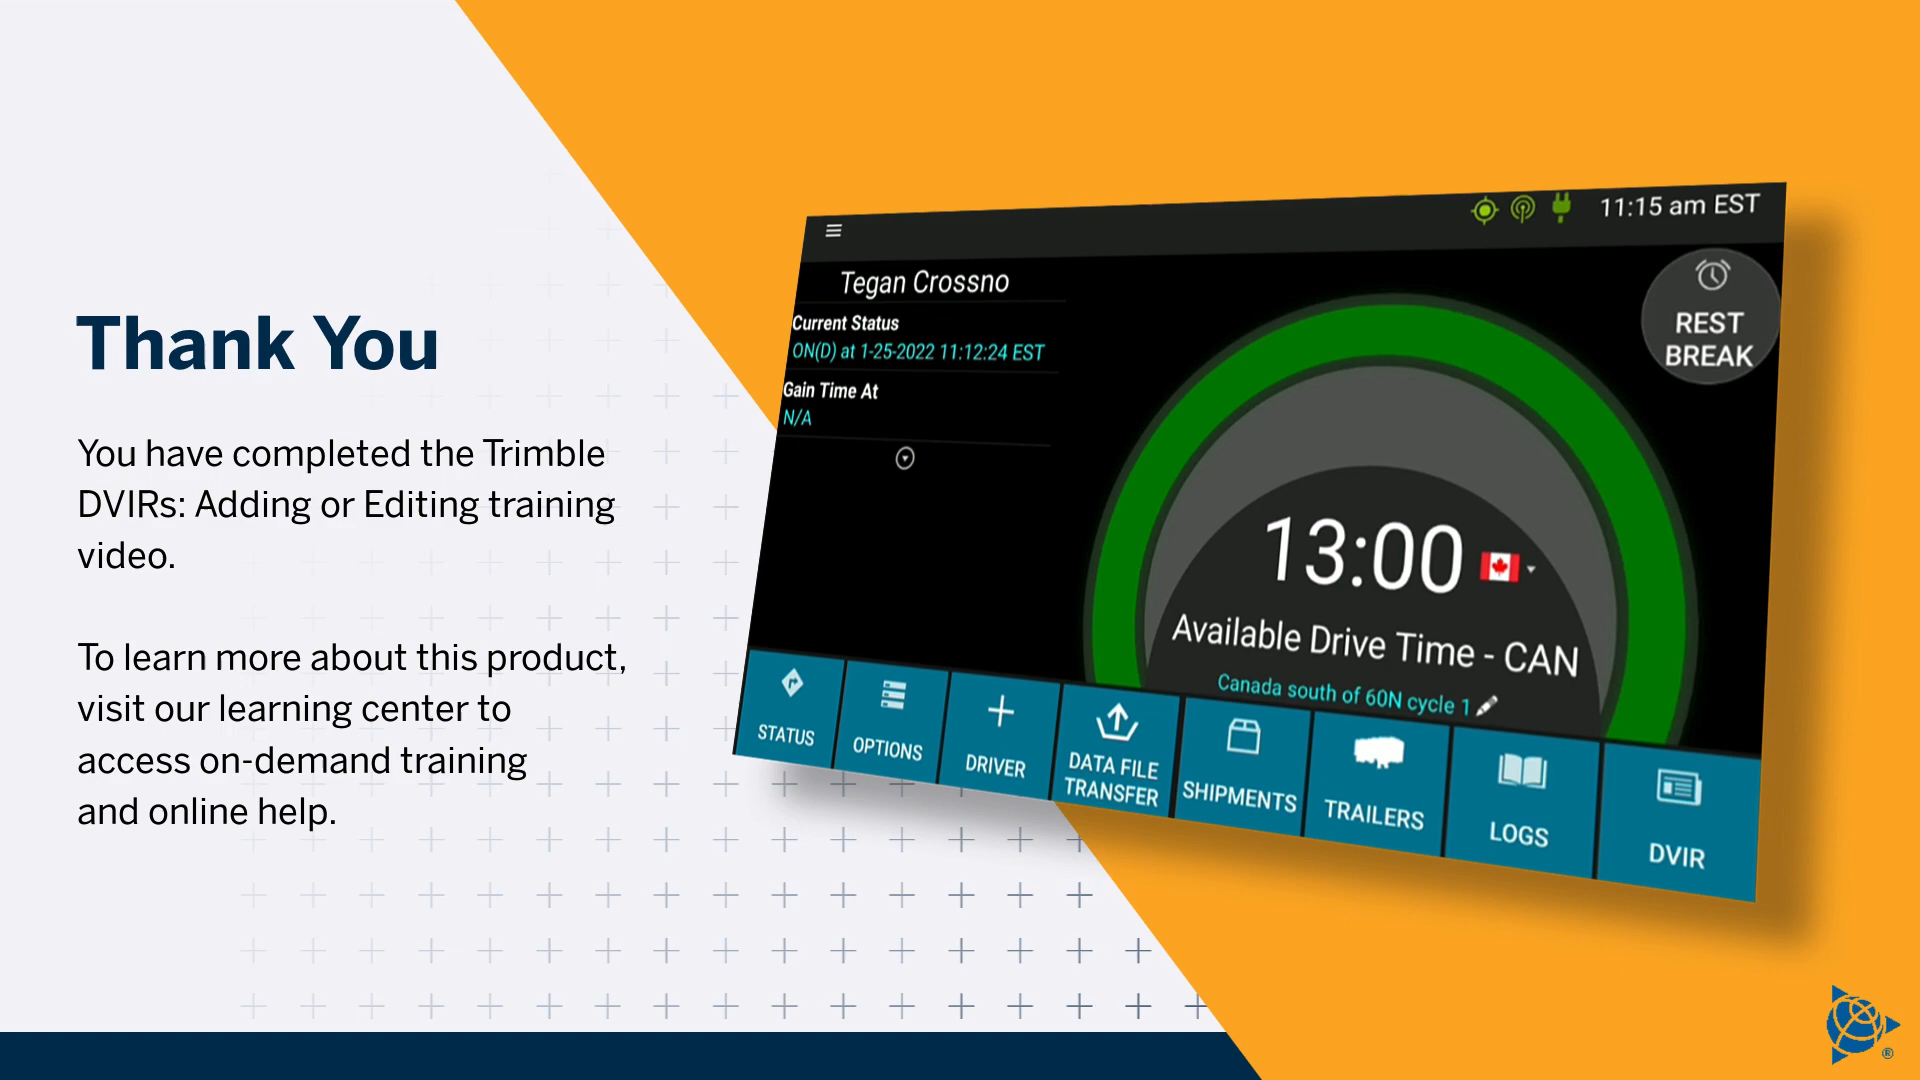 Thank You
You have completed the Trimble
DVIRs: Adding or Editing training
video.
To learn more about this product,
visit our learning center to
access on-demand training
and online help.
11:15 am EST
Tegan Crossno
Current Status
ON(D) at 1-25-2022 11:12:24 EST
Gain Time At
N/A
REST
BREAK
13:00
Available Drive Time - CAN
Canada south of 60N cycle 1
STATUS
OPTIONS
DRIVER
DATA FILE
TRANSFER
SHIPMENTS
TRAILERS
LOGS
DVIR
®